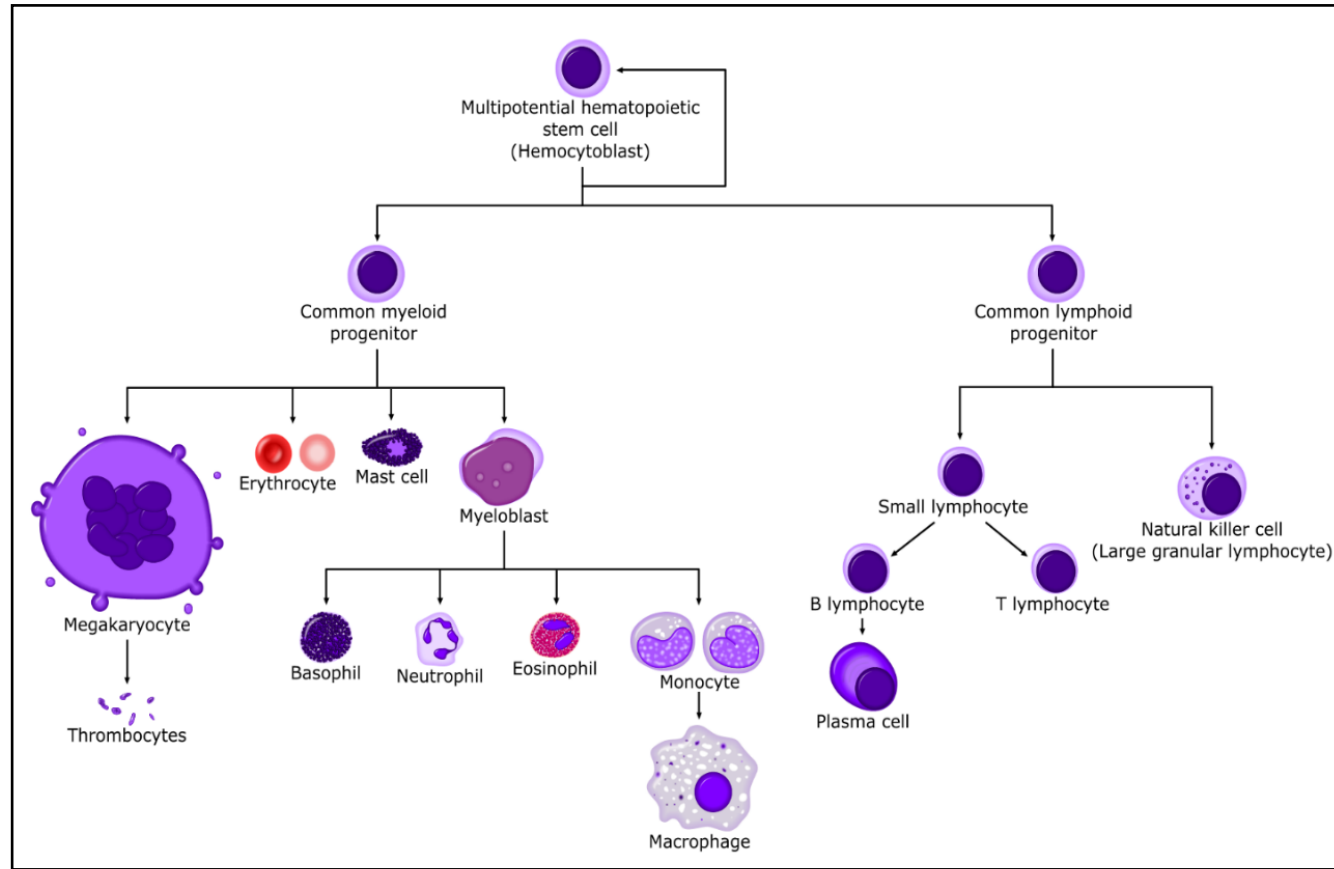 Multipotential hematopoietic
stem cell
(Hemocytoblast)
Common myeloid
progenitor
Common lymphoid
progenitor
Megakaryocyte
Erythrocyte
Mast cell
Myeloblast
Small lymphocyte
Natural killer cell
(Large granular lymphocyte)
B lymphocyte
T lymphocyte
Thrombocytes
Basophil
Neutrophil
Eosinophil
Monocyte
Plasma cell
Macrophage